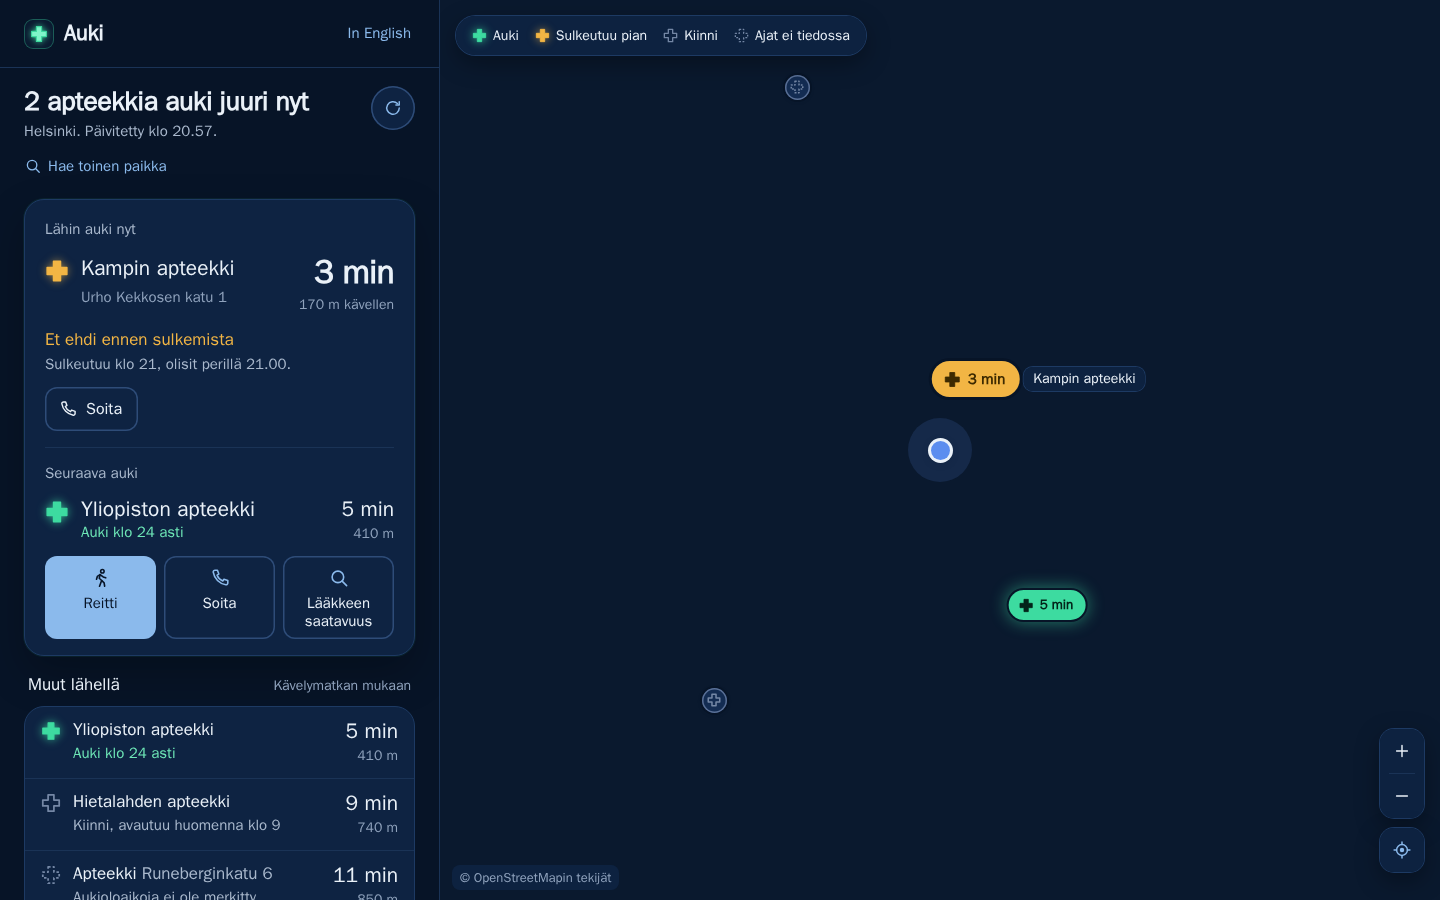 Auki
In English
2 apteekkia auki juuri nyt
Helsinki. Päivitetty klo 20.57.
Hae toinen paikka
Lähin auki nyt
Kampin apteekki
3 min
Urho Kekkosen katu 1
170 m kävellen
Et ehdi ennen sulkemista
Sulkeutuu klo 21, olisit perillä 21.00.
Soita
Seuraava auki
Yliopiston apteekki
5 min
Auki klo 24 asti
410 m
Reitti
Soita
Lääkkeen
saatavuus
Muut lähellä
Kävelymatkan mukaan
Yliopiston apteekki
5 min
Auki klo 24 asti
410 m
Hietalahden apteekki
9 min
Kiinni, avautuu huomenna klo 9
740 m
Apteekki Runeberginkatu 6
11 min
Aukioloaikoja ei ole merkitty
850 m
Auki
Sulkeutuu pian
Kiinni
Ajat ei tiedossa
3 min
Kampin apteekki
5 min
© OpenStreetMapin tekijät